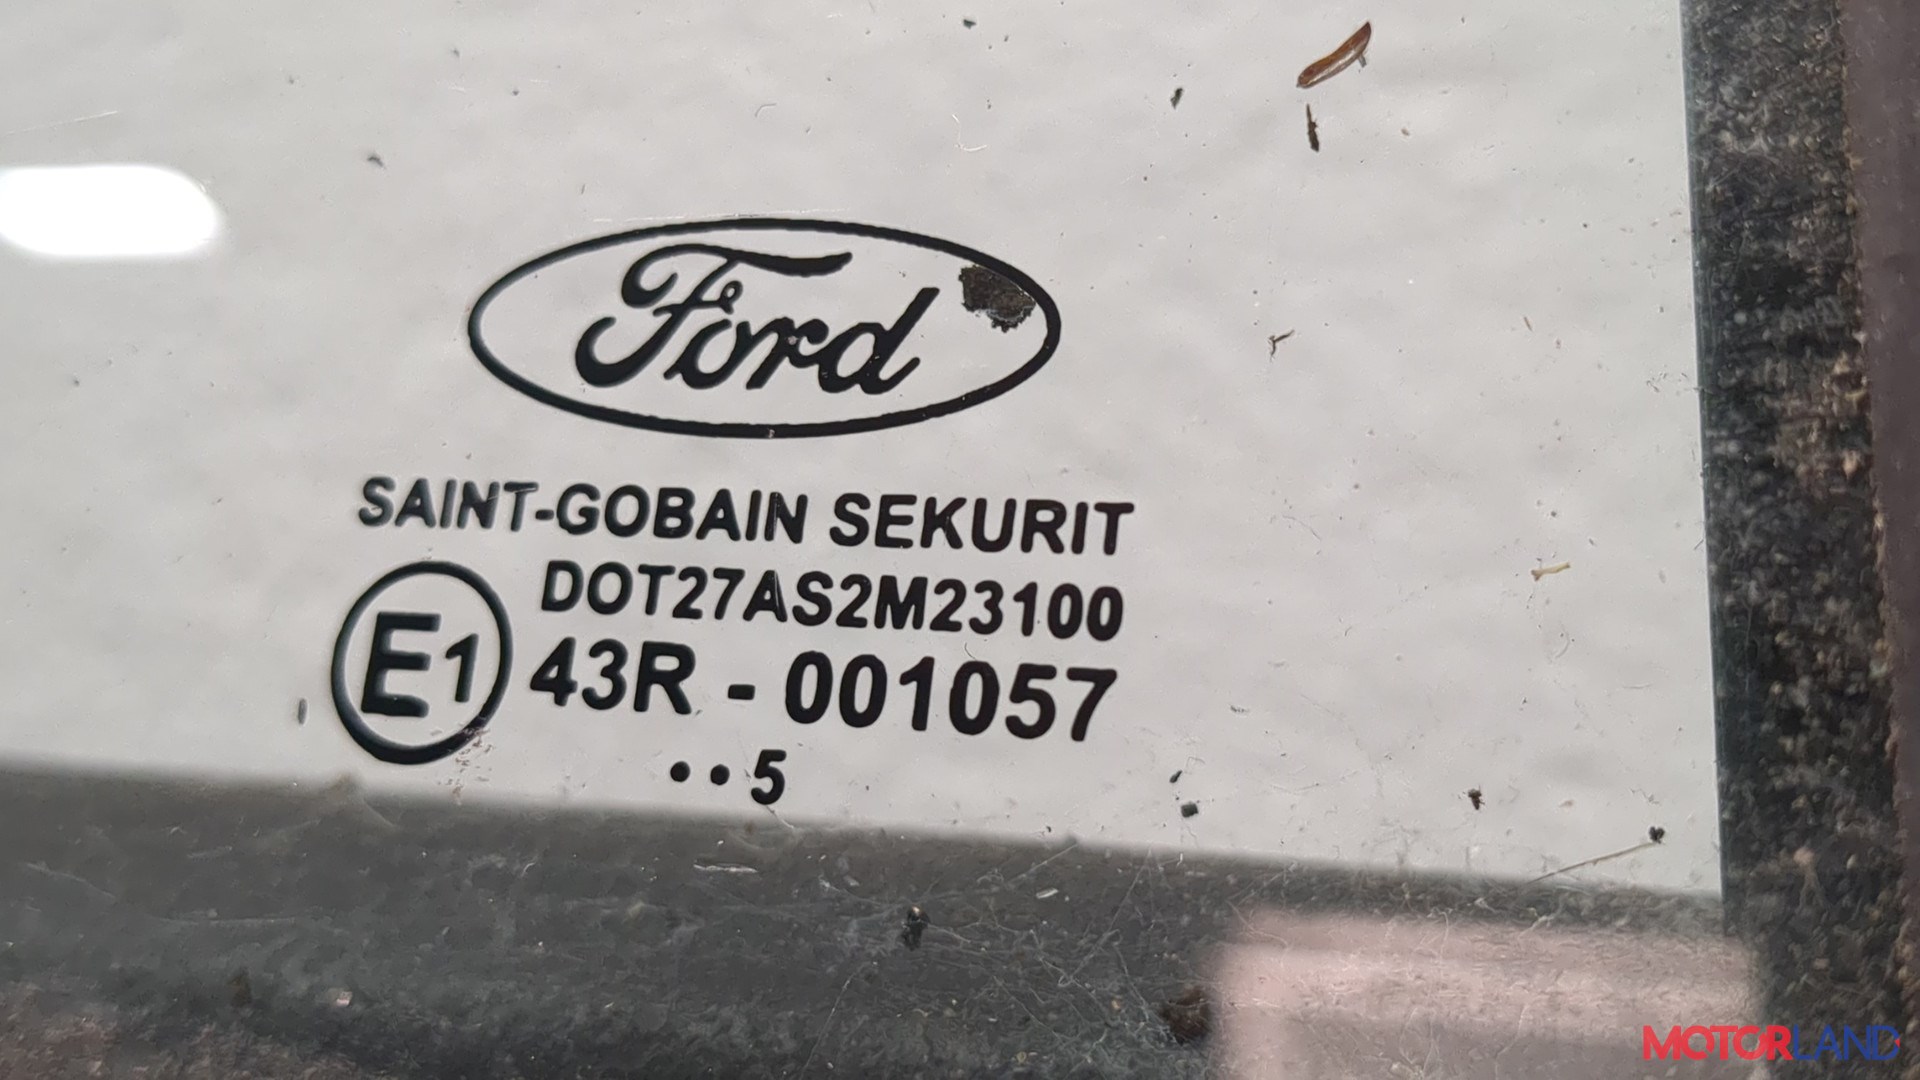 Ford
SAINT-GOBAIN SEKURIT
DOT27AS2M23100
E1 43R - 001057
••5
MOTORLAND